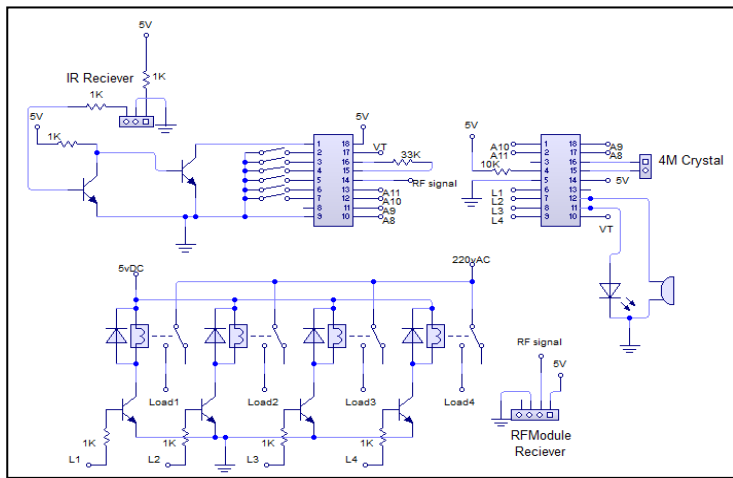 5V
IR Reciever
1K
1K
5V
1K
5V
1 18
2 17 VT
3 16 33K
4 15
5 14 RF signal
6 13 A11
7 12 A10
8 11 A9
9 10 A8
5V
10K
A10 1 18 A9
A11 2 17 A8
3 16 4M Crystal
4 15
5 14 5V
L1 6 13
L2 7 12
L3 8 11
L4 9 10 VT
5vDC
220vAC
Load1 Load2 Load3 Load4
1K 1K 1K 1K
L1 L2 L3 L4
RF signal
5V
RFModule
Reciever